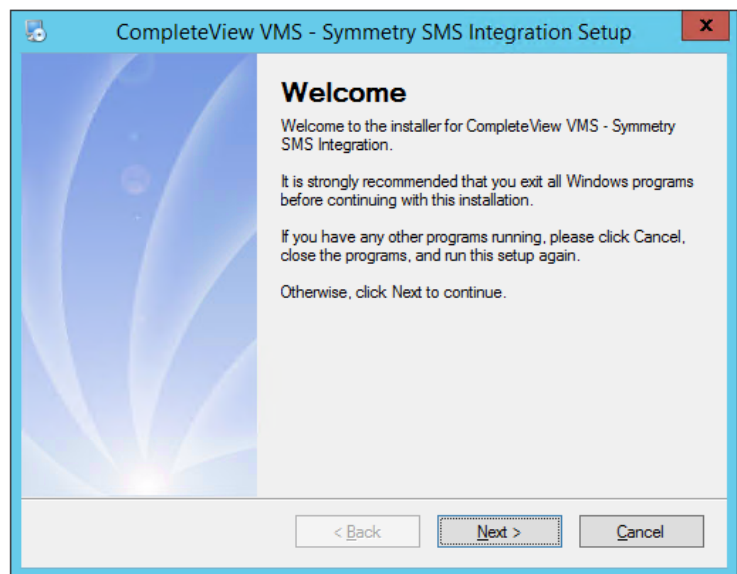 CompleteView VMS - Symmetry SMS Integration Setup
x
Welcome
Welcome to the installer for CompleteView VMS - Symmetry
SMS Integration.
It is strongly recommended that you exit all Windows programs
before continuing with this installation.
If you have any other programs running, please click Cancel,
close the programs, and run this setup again.
Otherwise, click Next to continue.
< Back
Next >
Cancel